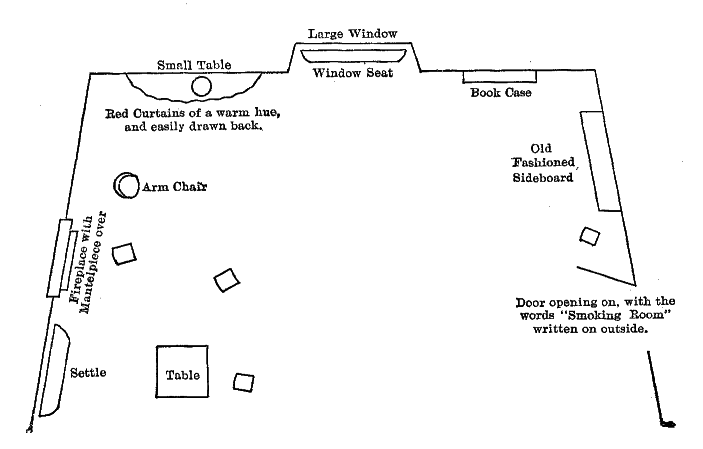 Large Window
Small Table
Window Seat
Book Case
Red Curtains of a warm hue,
and easily drawn back.
Old
Fashioned
Sideboard
Arm Chair
Fireplace with
Mantelpiece over
Door opening on, with the
words "Smoking Room"
written on outside.
Settle
Table